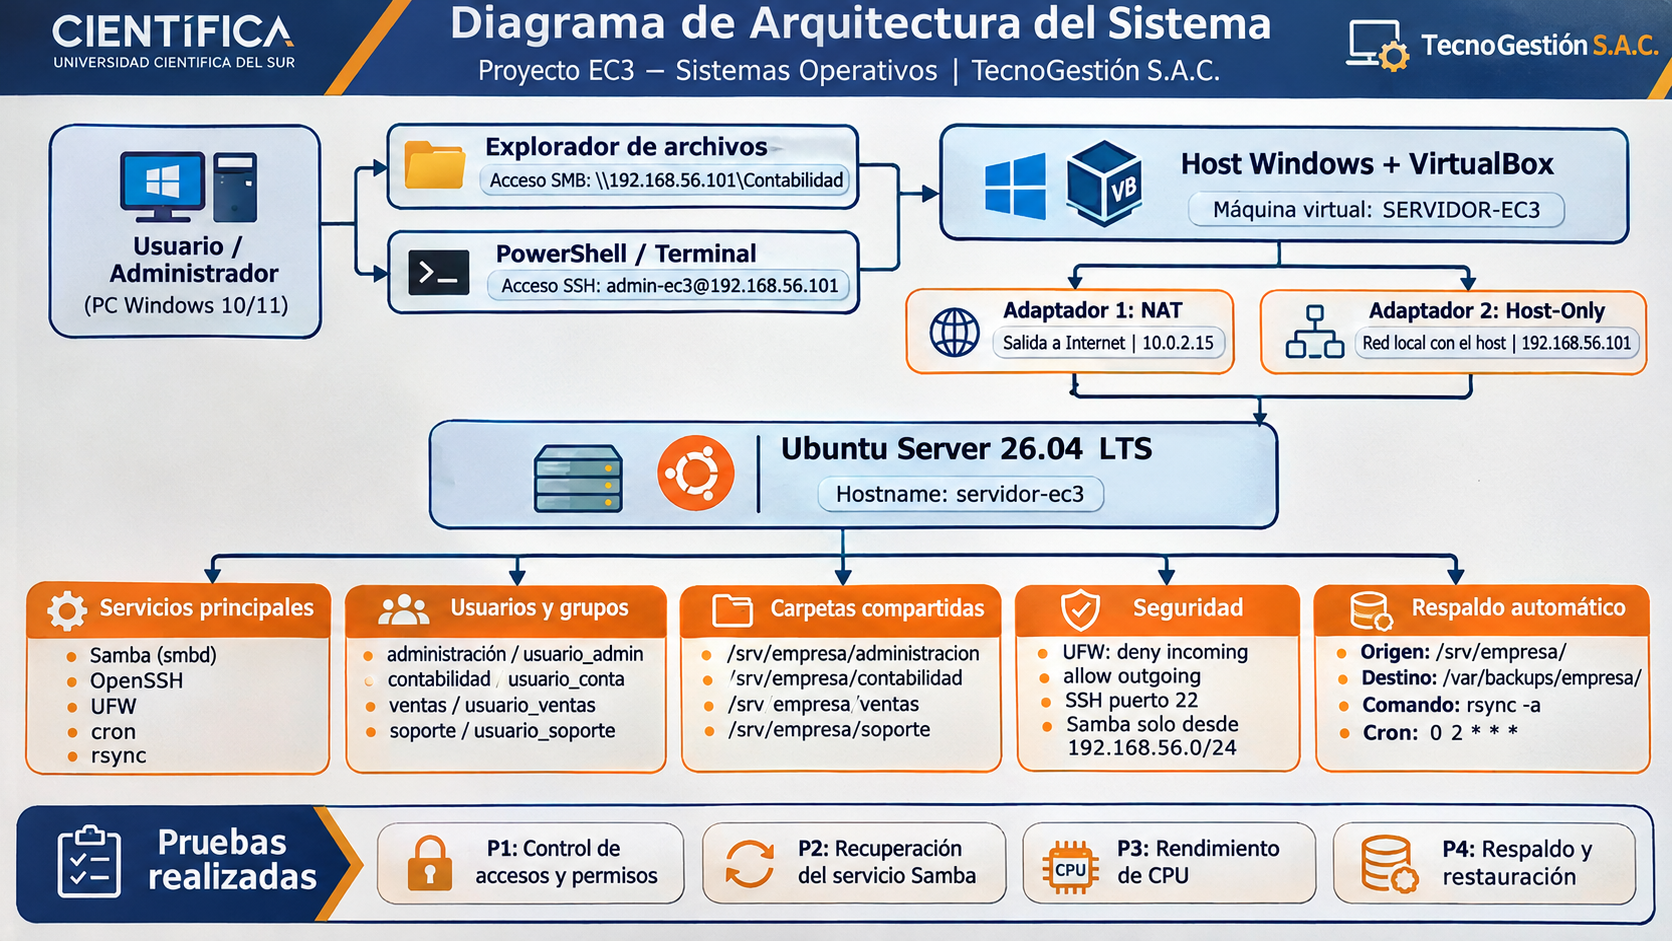 CIENTÍFICA
UNIVERSIDAD CIENTÍFICA DEL SUR
Diagrama de Arquitectura del Sistema
Proyecto EC3 – Sistemas Operativos | TecnoGestión S.A.C.
TecnoGestión S.A.C.
Usuario /
Administrador
(PC Windows 10/11)
Explorador de archivos
Acceso SMB: \\192.168.56.101\Contabilidad
PowerShell / Terminal
Acceso SSH: admin-ec3@192.168.56.101
VB
Host Windows + VirtualBox
Máquina virtual: SERVIDOR-EC3
Adaptador 1: NAT
Salida a Internet | 10.0.2.15
Adaptador 2: Host-Only
Red local con el host | 192.168.56.101
Ubuntu Server 26.04 LTS
Hostname: servidor-ec3
Servicios principales
Samba (smbd)
OpenSSH
UFW
cron
rsync
Usuarios y grupos
administración / usuario_admin
contabilidad / usuario_conta
ventas / usuario_ventas
soporte / usuario_soporte
Carpetas compartidas
/srv/empresa/administracion
/srv/empresa/contabilidad
/srv/empresa/ventas
/srv/empresa/soporte
Seguridad
UFW: deny incoming
allow outgoing
SSH puerto 22
Samba solo desde
192.168.56.0/24
Respaldo automático
Origen: /srv/empresa/
Destino: /var/backups/empresa/
Comando: rsync -a
Cron: 0 2 * * *
Pruebas
realizadas
P1: Control de
accesos y permisos
P2: Recuperación
del servicio Samba
CPU
P3: Rendimiento
de CPU
P4: Respaldo y
restauración